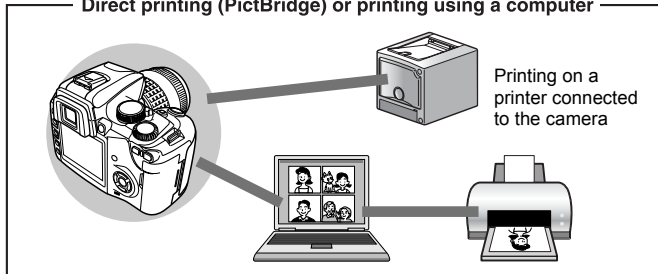 Direct printing (PictBridge) or printing using a computer
Printing on a
printer connected
to the camera